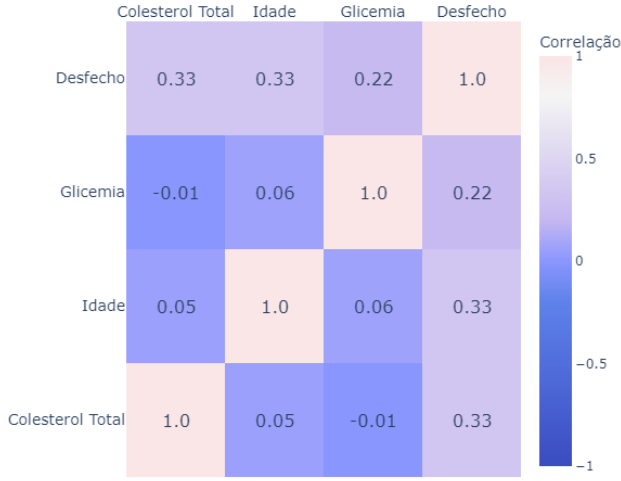 Colesterol Total Idade Glicemia Desfecho
Correlação
Desfecho 0.33 0.33 0.22 1.0
Glicemia -0.01 0.06 1.0 0.22
Idade 0.05 1.0 0.06 0.33
Colesterol Total 1.0 0.05 -0.01 0.33
1
0.5
0
−0.5
−1